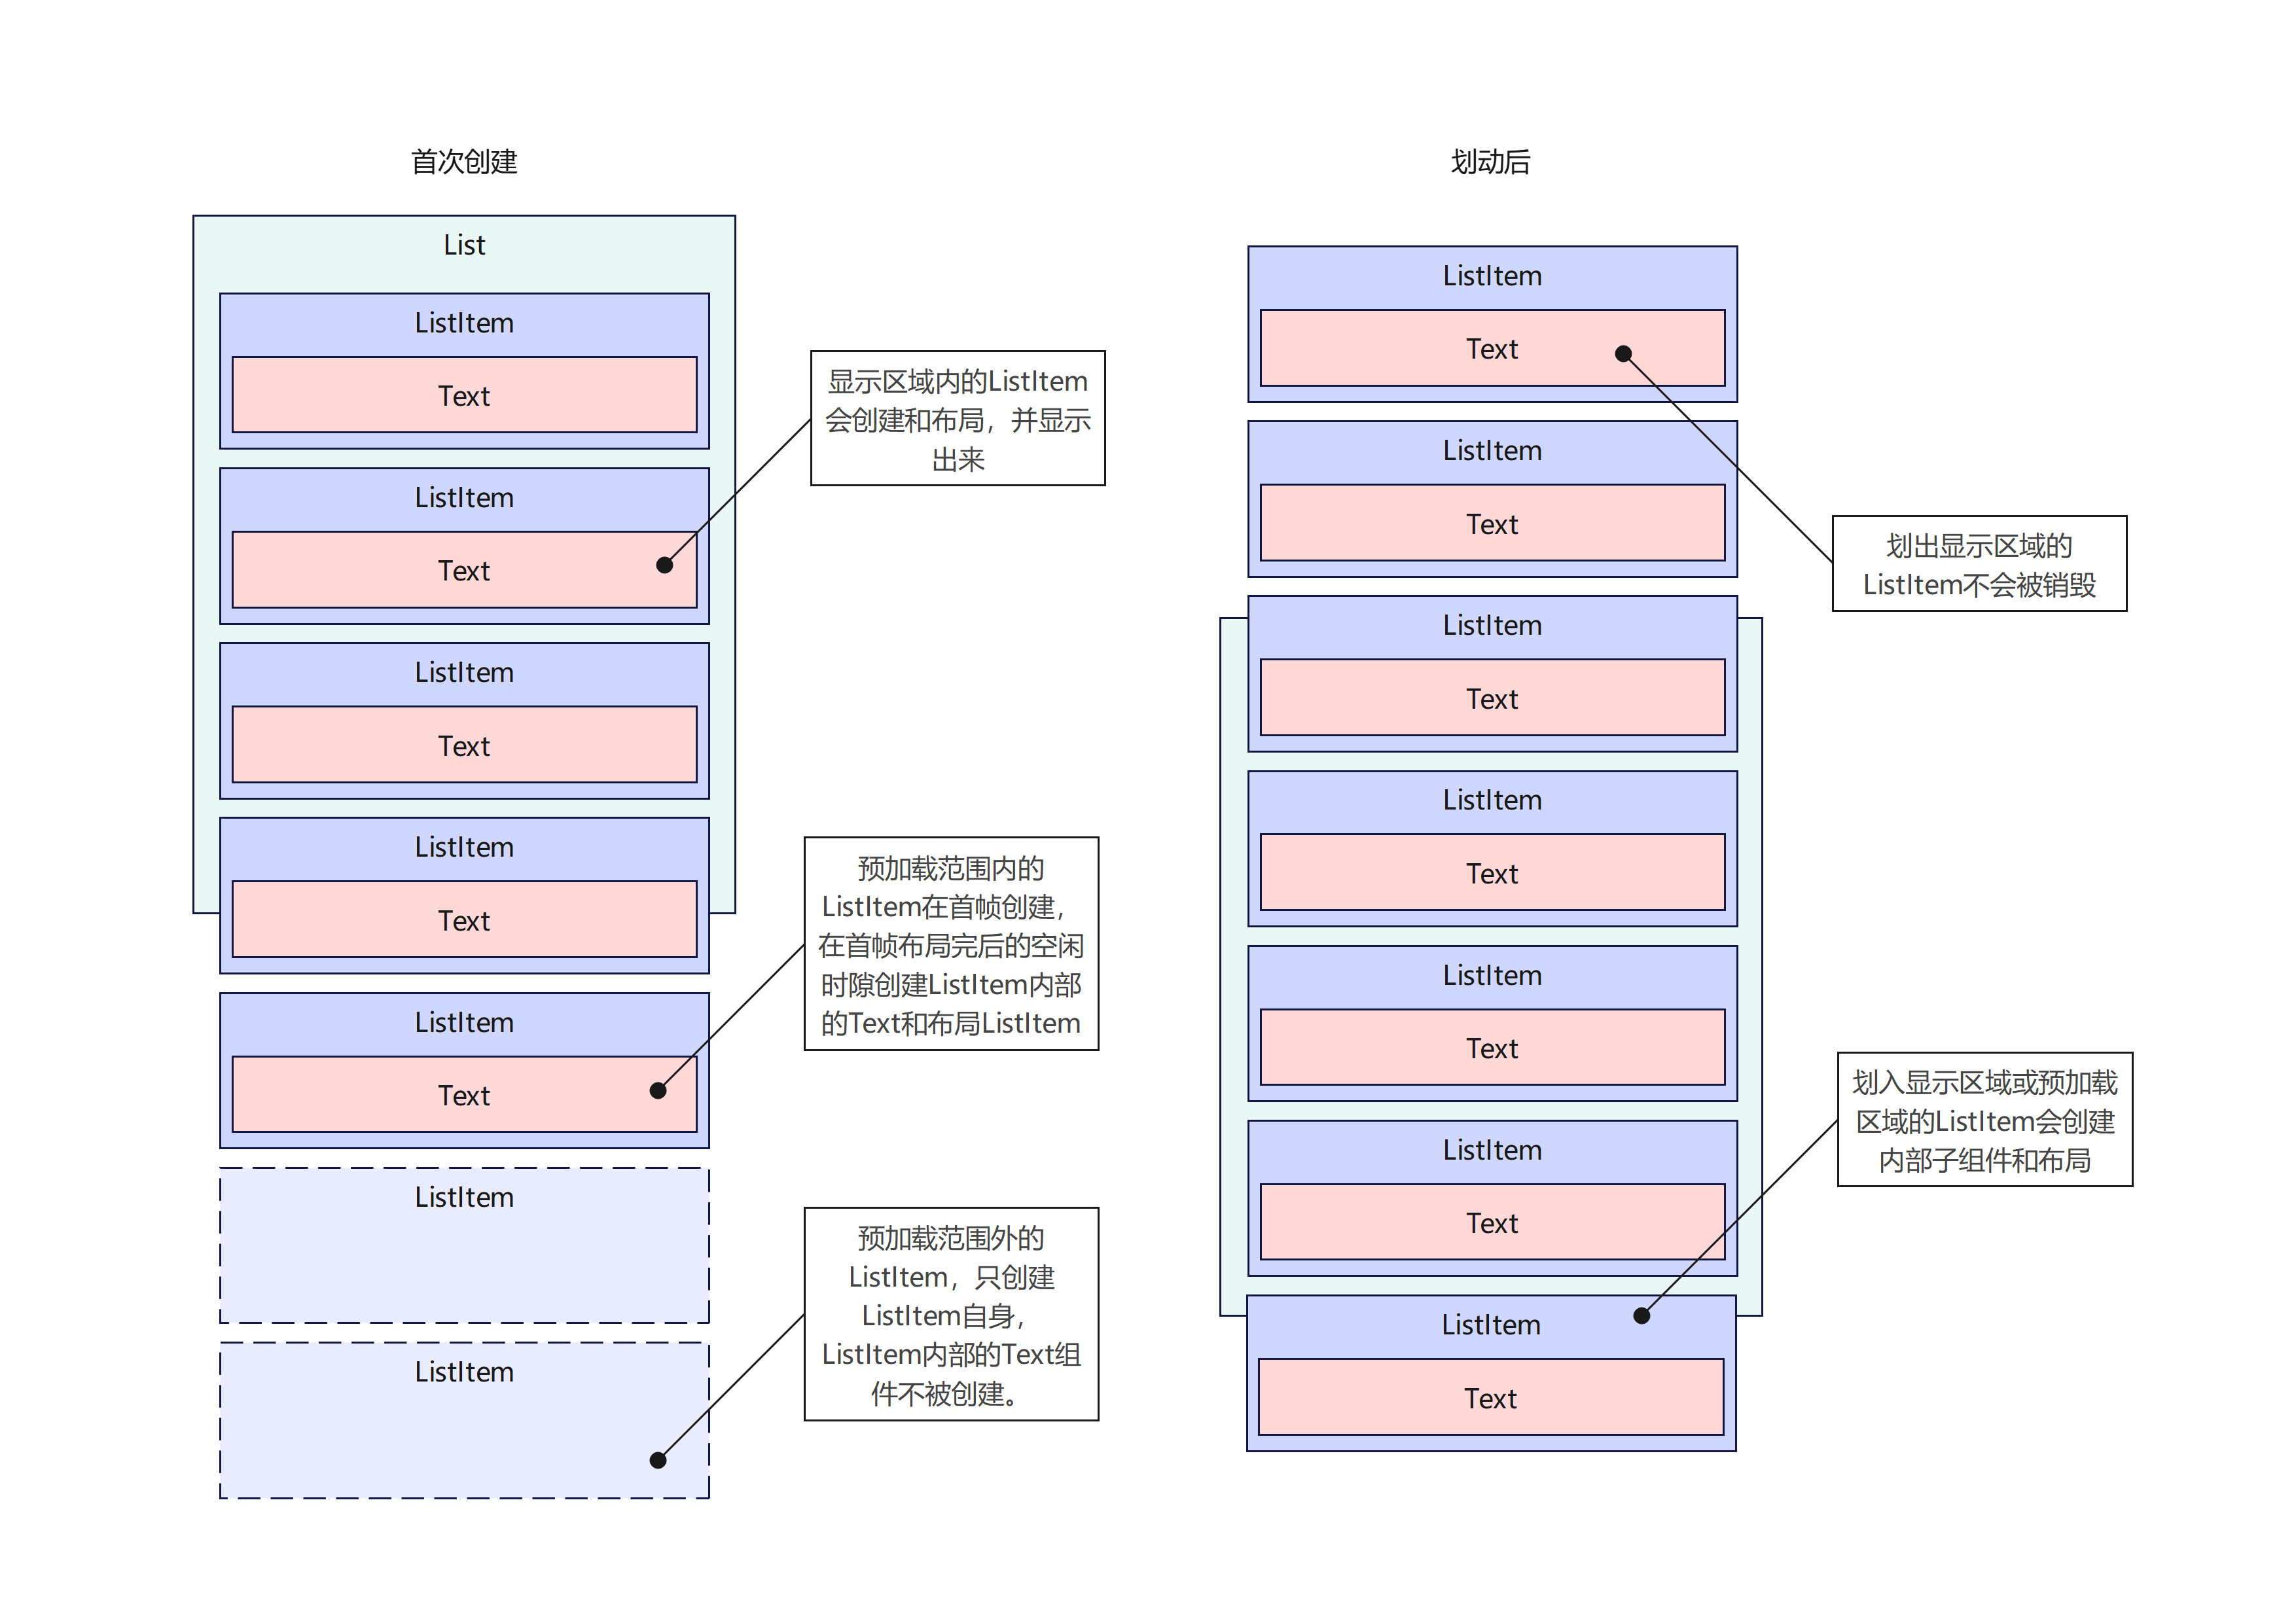 首次创建
List
ListItem
Text
ListItem
Text
ListItem
Text
ListItem
Text
ListItem
Text
ListItem
ListItem
显示区域内的ListItem
会创建和布局，并显示
出来
预加载范围内的
ListItem在首帧创建，
在首帧布局完后的空闲
时隙创建ListItem内部
的Text和布局ListItem
预加载范围外的
ListItem，只创建
ListItem自身，
ListItem内部的Text组
件不被创建。
划动后
ListItem
Text
ListItem
Text
ListItem
Text
ListItem
Text
ListItem
Text
ListItem
Text
ListItem
Text
划出显示区域的
ListItem不会被销毁
划入显示区域或预加载
区域的ListItem会创建
内部子组件和布局